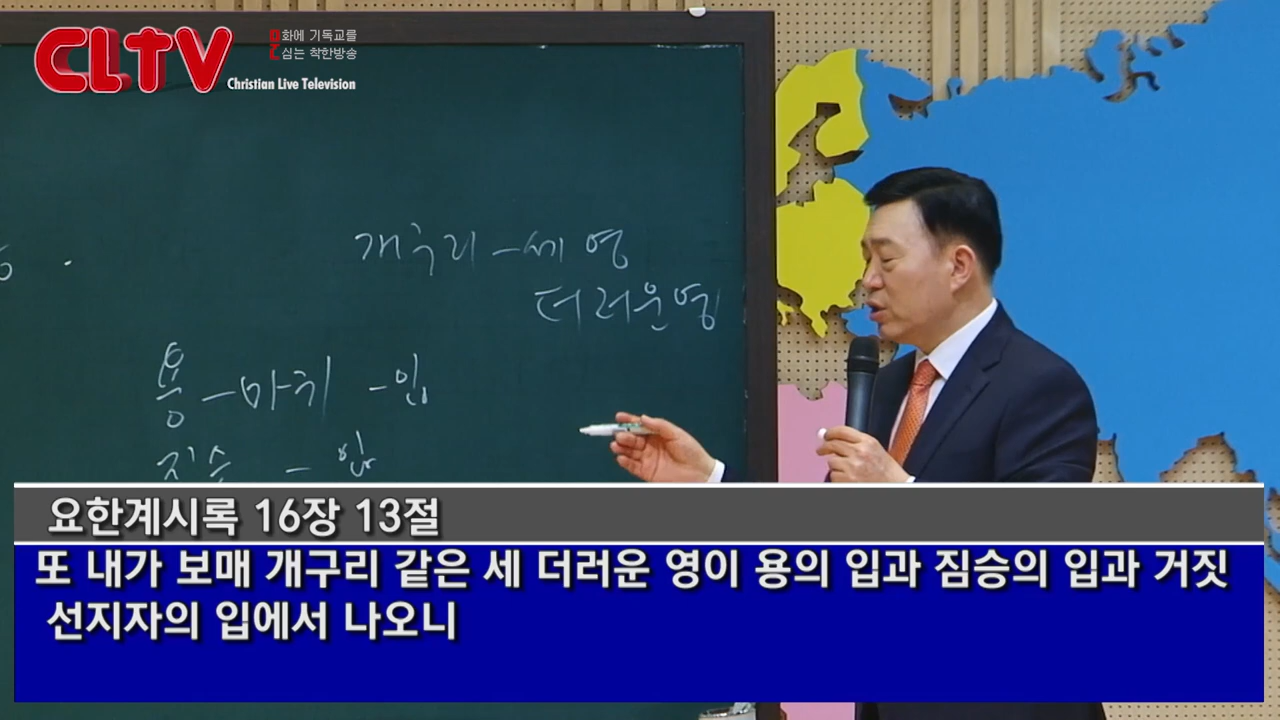 CLTV
화에 기독교를
심는 착한방송
Christian Live Television
개구리 - 세 영
더러운 영
용 - 마귀 - 입
짐승 - 입
요한계시록 16장 13절
또 내가 보매 개구리 같은 세 더러운 영이 용의 입과 짐승의 입과 거짓
선지자의 입에서 나오니